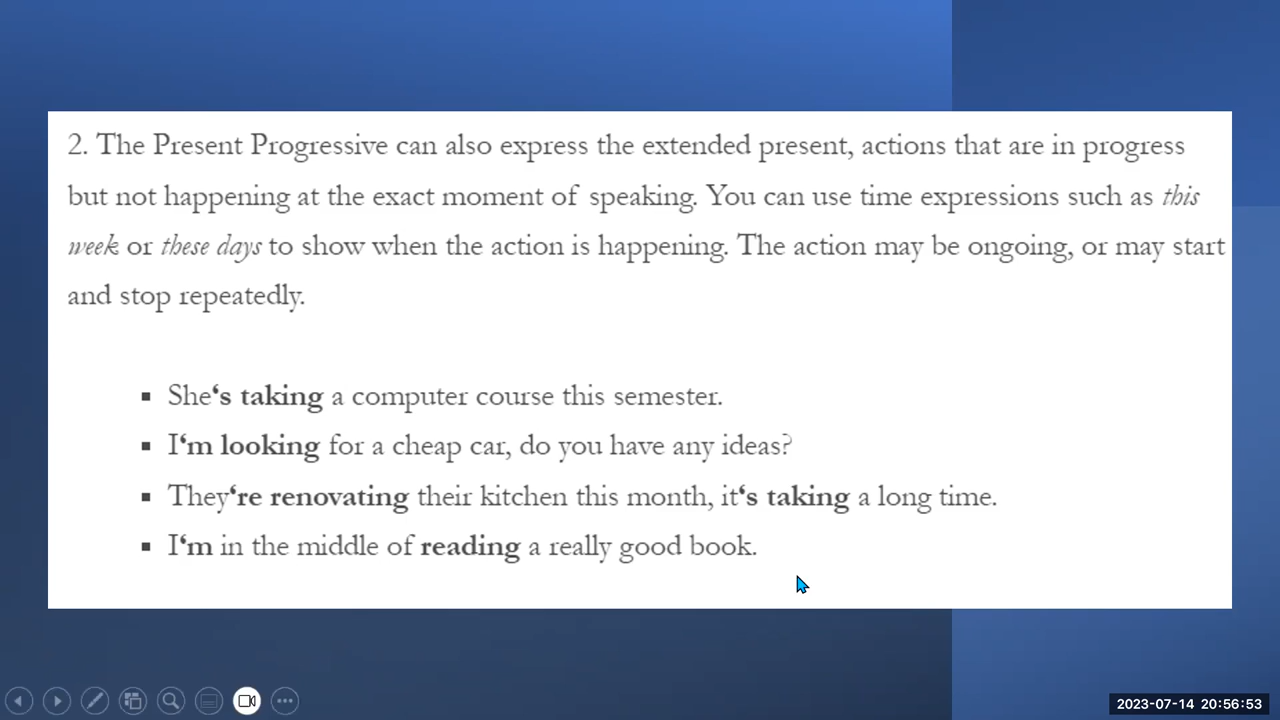 2. The Present Progressive can also express the extended present, actions that are in progress
but not happening at the exact moment of speaking. You can use time expressions such as this
week or these days to show when the action is happening. The action may be ongoing, or may start
and stop repeatedly.
▪ She‘s taking a computer course this semester.
▪ I‘m looking for a cheap car, do you have any ideas?
▪ They‘re renovating their kitchen this month, it‘s taking a long time.
▪ I‘m in the middle of reading a really good book.
2023-07-14 20:56:53